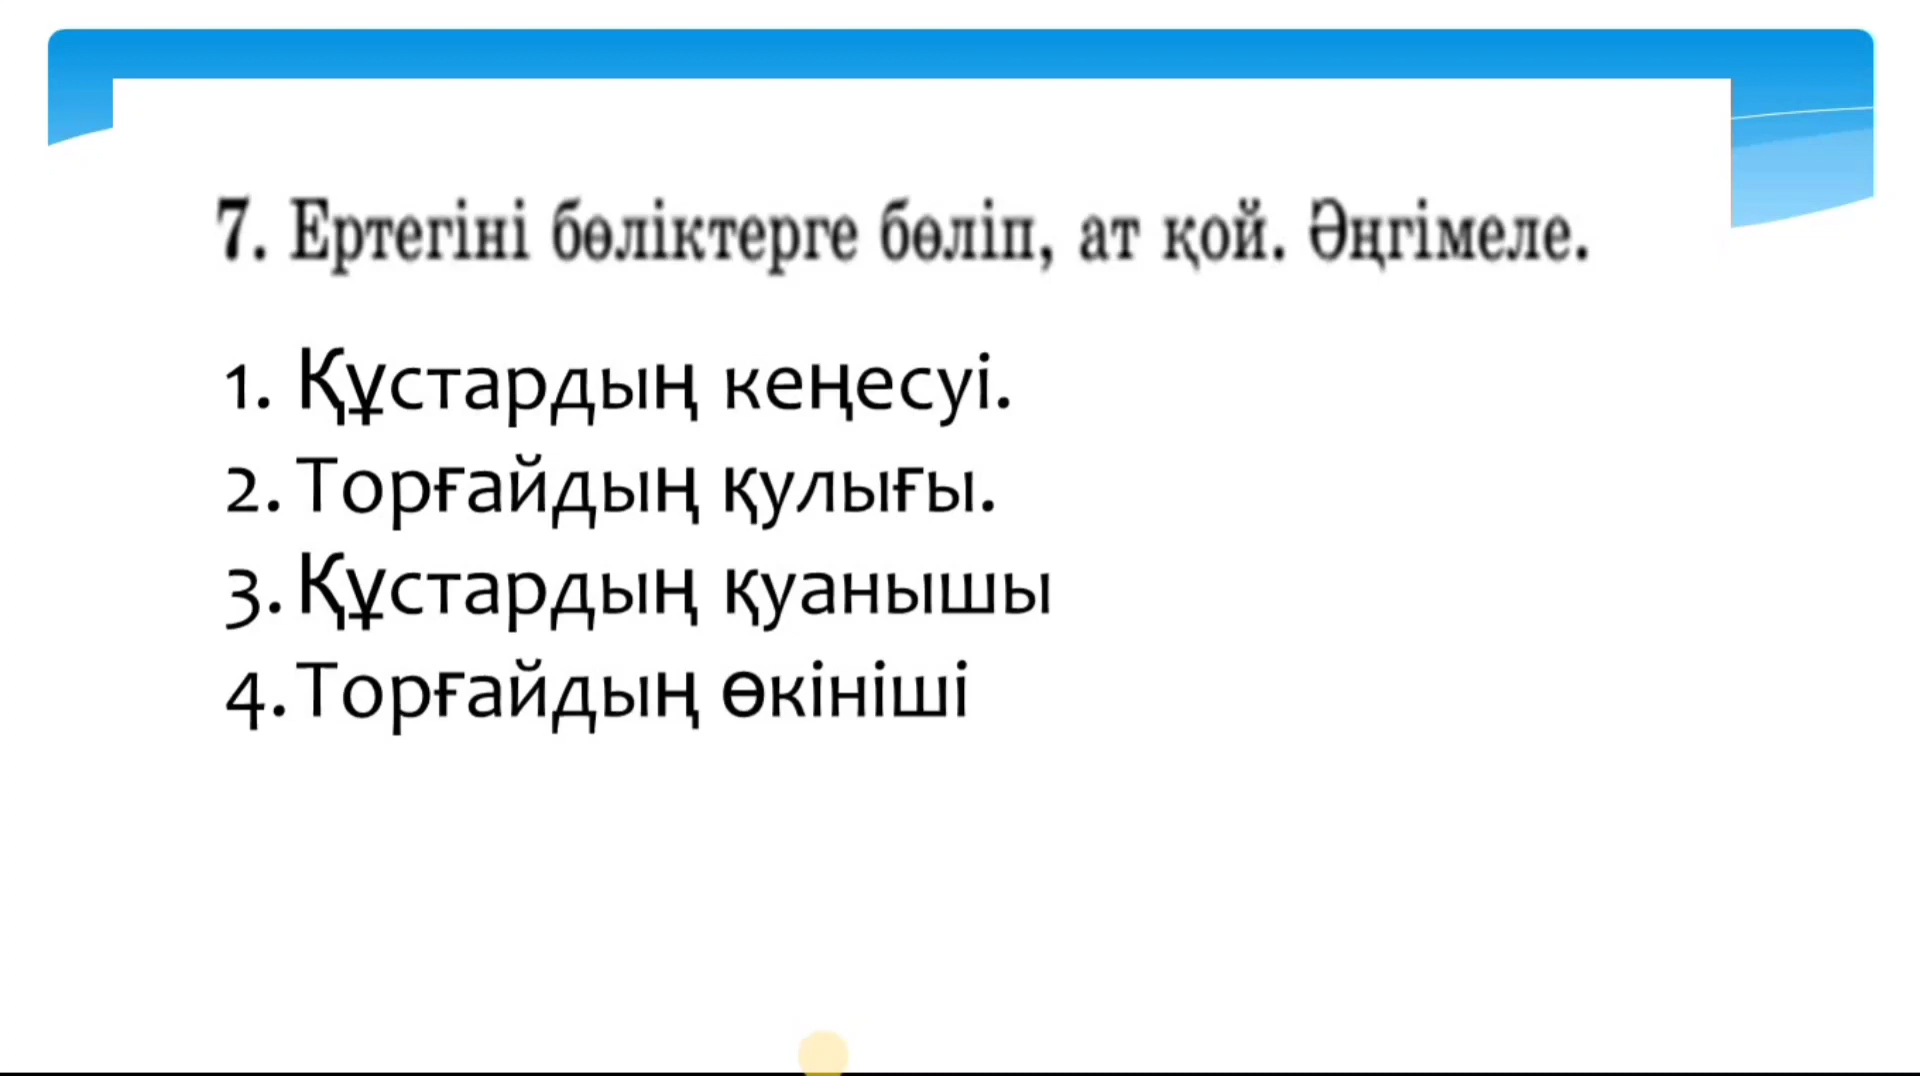 7. Ертегіні бөліктерге бөліп, ат қой. Әңгімеле.
1. Құстардың кеңесуі.
2. Торғайдың қулығы.
3. Құстардың қуанышы
4. Торғайдың өкініші